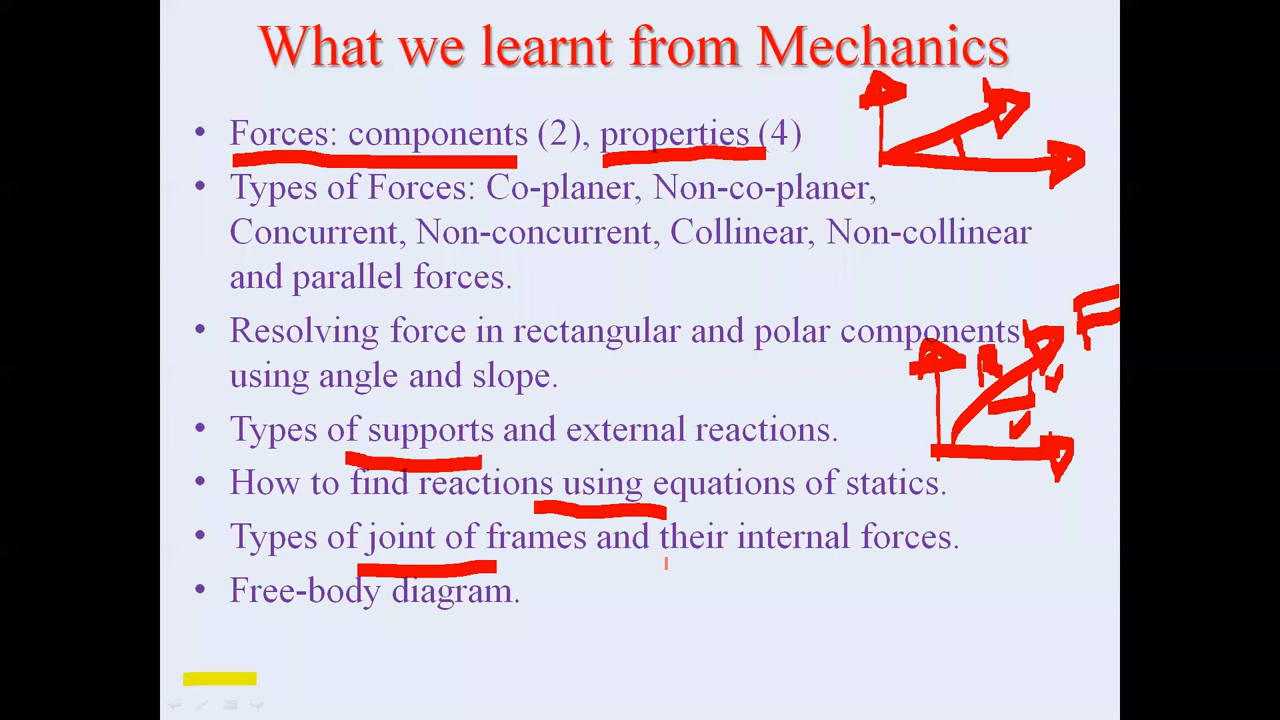 What we learnt from Mechanics
• Forces: components (2), properties (4)
• Types of Forces: Co-planer, Non-co-planer,
Concurrent, Non-concurrent, Collinear, Non-collinear
and parallel forces.
• Resolving force in rectangular and polar components
using angle and slope.
F
• Types of supports and external reactions.
• How to find reactions using equations of statics.
• Types of joint of frames and their internal forces.
• Free-body diagram.